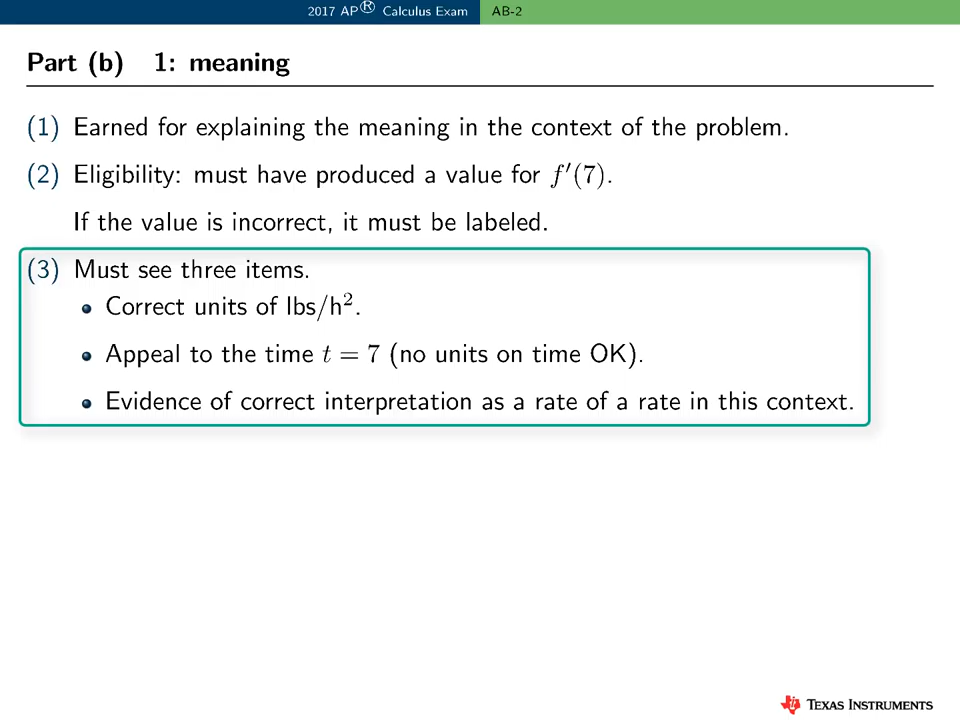 2017 AP® Calculus Exam AB-2
Part (b) 1: meaning
(1) Earned for explaining the meaning in the context of the problem.
(2) Eligibility: must have produced a value for f′(7).
If the value is incorrect, it must be labeled.
(3) Must see three items.
• Correct units of lbs/h².
• Appeal to the time t = 7 (no units on time OK).
• Evidence of correct interpretation as a rate of a rate in this context.
TEXAS INSTRUMENTS